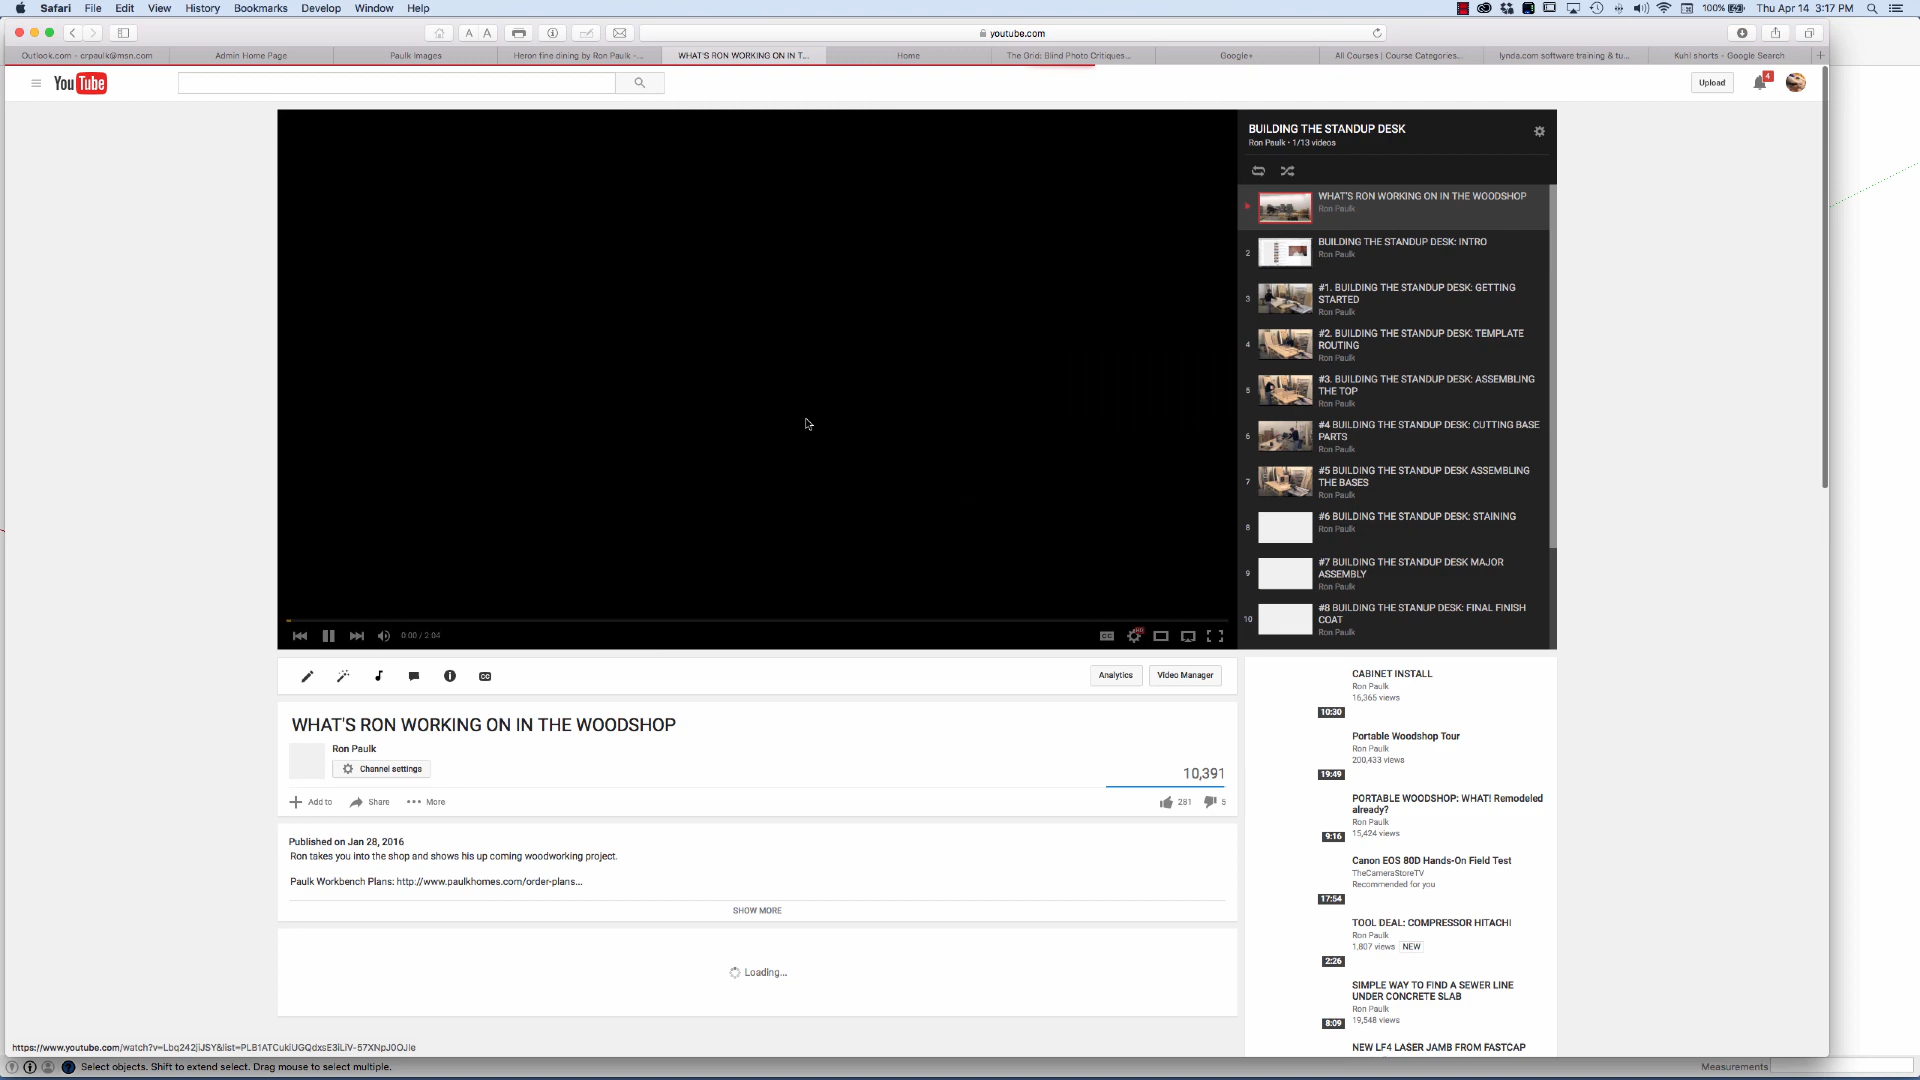 Safari File Edit View History Bookmarks Develop Window Help
100% Thu Apr 14 3:17 PM
A A youtube.com
Outlook.com - crpaulk@msn.com Admin Home Page Paulk Images Heron fine dining by Ron Paulk -... WHAT'S RON WORKING ON IN T... Home The Grid: Blind Photo Critiques... Google+ All Courses | Course Categories... lynda.com software training & tu... Kuhl shorts - Google Search
YouTube
Upload
4
BUILDING THE STANDUP DESK
Ron Paulk • 1/13 videos
WHAT'S RON WORKING ON IN THE WOODSHOP
Ron Paulk
2
BUILDING THE STANDUP DESK: INTRO
Ron Paulk
3
#1. BUILDING THE STANDUP DESK: GETTING
STARTED
Ron Paulk
4
#2. BUILDING THE STANDUP DESK: TEMPLATE
ROUTING
Ron Paulk
5
#3. BUILDING THE STANDUP DESK: ASSEMBLING
THE TOP
Ron Paulk
6
#4 BUILDING THE STANDUP DESK: CUTTING BASE
PARTS
Ron Paulk
7
#5 BUILDING THE STANDUP DESK ASSEMBLING
THE BASES
Ron Paulk
8
#6 BUILDING THE STANDUP DESK: STAINING
Ron Paulk
9
#7 BUILDING THE STANDUP DESK MAJOR
ASSEMBLY
Ron Paulk
10
#8 BUILDING THE STANUP DESK: FINAL FINISH
COAT
Ron Paulk
0:00 / 2:04
CC HD
CC
Analytics Video Manager
WHAT'S RON WORKING ON IN THE WOODSHOP
Ron Paulk
Channel settings
10,391
Add to Share More
281 5
Published on Jan 28, 2016
Ron takes you into the shop and shows his up coming woodworking project.
Paulk Workbench Plans: http://www.paulkhomes.com/order-plans...
SHOW MORE
Loading...
CABINET INSTALL
Ron Paulk
16,365 views
10:30
Portable Woodshop Tour
Ron Paulk
200,433 views
19:49
PORTABLE WOODSHOP: WHAT! Remodeled
already?
Ron Paulk
15,424 views
9:16
Canon EOS 80D Hands-On Field Test
TheCameraStoreTV
Recommended for you
17:54
TOOL DEAL: COMPRESSOR HITACHI
Ron Paulk
1,807 views NEW
2:26
SIMPLE WAY TO FIND A SEWER LINE
UNDER CONCRETE SLAB
Ron Paulk
19,548 views
8:09
NEW LF4 LASER JAMB FROM FASTCAP
Select objects. Shift to extend select. Drag mouse to select multiple.
Measurements